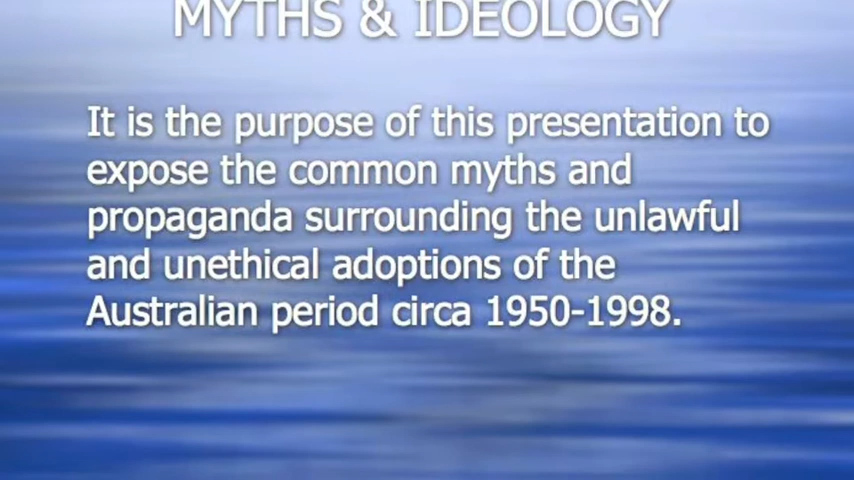 MYTHS & IDEOLOGY
It is the purpose of this presentation to
expose the common myths and
propaganda surrounding the unlawful
and unethical adoptions of the
Australian period circa 1950-1998.